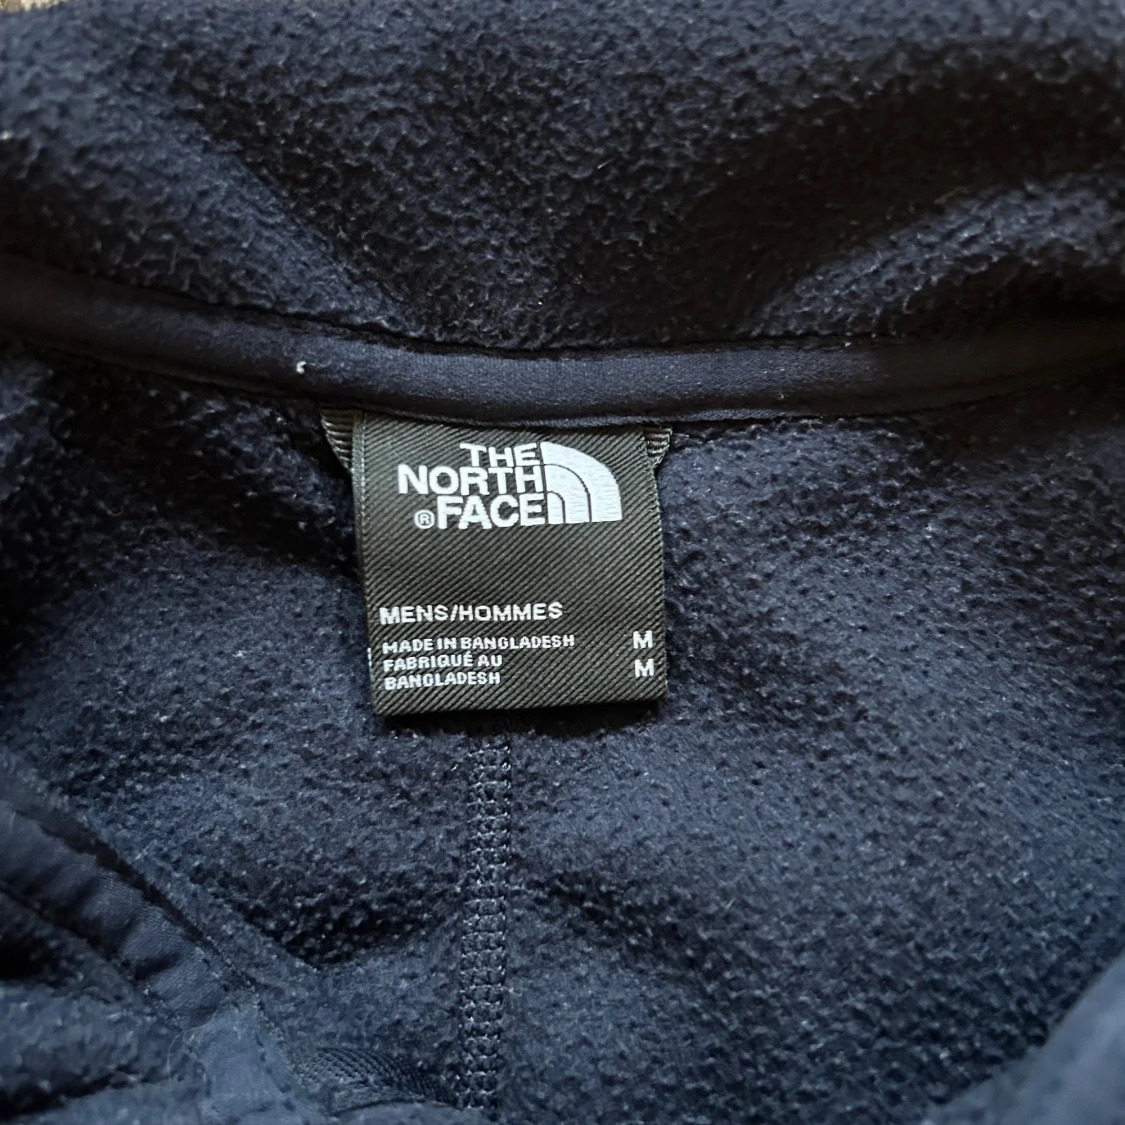 THE
NORTH
®FACE
MENS/HOMMES
MADE IN BANGLADESH M
FABRIQUÉ AU M
BANGLADESH